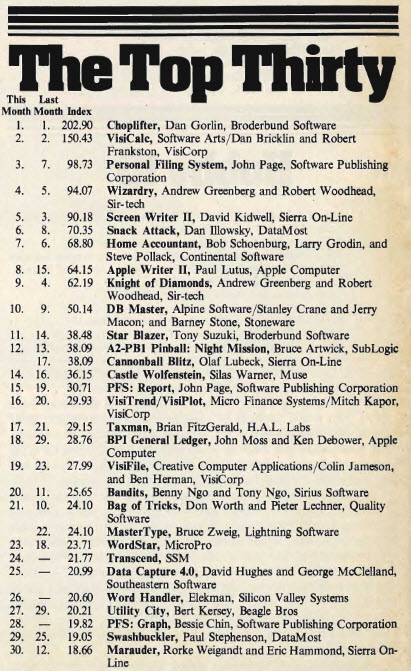 The Top Thirty
This Last
Month Month Index
1. 1. 202.90 Choplifter, Dan Gorlin, Broderbund Software
2. 2. 150.43 VisiCalc, Software Arts/Dan Bricklin and Robert
Frankston, VisiCorp
3. 7. 98.73 Personal Filing System, John Page, Software Publishing
Corporation
4. 5. 94.07 Wizardry, Andrew Greenberg and Robert Woodhead,
Sir-tech
5. 3. 90.18 Screen Writer II, David Kidwell, Sierra On-Line
6. 8. 70.35 Snack Attack, Dan Illowsky, DataMost
7. 6. 68.80 Home Accountant, Bob Schoenburg, Larry Grodin, and
Steve Pollack, Continental Software
8. 15. 64.15 Apple Writer II, Paul Lutus, Apple Computer
9. 4. 62.19 Knight of Diamonds, Andrew Greenberg and Robert
Woodhead, Sir-tech
10. 9. 50.14 DB Master, Alpine Software/Stanley Crane and Jerry
Macon; and Barney Stone, Stoneware
11. 14. 38.48 Star Blazer, Tony Suzuki, Broderbund Software
12. 13. 38.09 A2-PB1 Pinball: Night Mission, Bruce Artwick, SubLogic
17. 38.09 Cannonball Blitz, Olaf Lubeck, Sierra On-Line
14. 16. 36.15 Castle Wolfenstein, Silas Warner, Muse
15. 19. 30.71 PFS: Report, John Page, Software Publishing Corporation
16. 20. 29.93 VisiTrend/VisiPlot, Micro Finance Systems/Mitch Kapor,
VisiCorp
17. 21. 29.15 Taxman, Brian FitzGerald, H.A.L. Labs
18. 29. 28.76 BPI General Ledger, John Moss and Ken Debower, Apple
Computer
19. 23. 27.99 VisiFile, Creative Computer Applications/Colin Jameson,
and Ben Herman, VisiCorp
20. 11. 25.65 Bandits, Benny Ngo and Tony Ngo, Sirius Software
21. 10. 24.10 Bag of Tricks, Don Worth and Pieter Lechner, Quality
Software
22. 24.10 MasterType, Bruce Zweig, Lightning Software
23. 18. 23.71 WordStar, MicroPro
24. — 21.77 Transcend, SSM
25. — 20.99 Data Capture 4.0, David Hughes and George McClelland,
Southeastern Software
26. — 20.60 Word Handler, Elekman, Silicon Valley Systems
27. 29. 20.21 Utility City, Bert Kersey, Beagle Bros
28. — 19.82 PFS: Graph, Bessie Chin, Software Publishing Corporation
29. 25. 19.05 Swashbuckler, Paul Stephenson, DataMost
30. 12. 18.66 Marauder, Rorke Weigandt and Eric Hammond, Sierra On-
Line